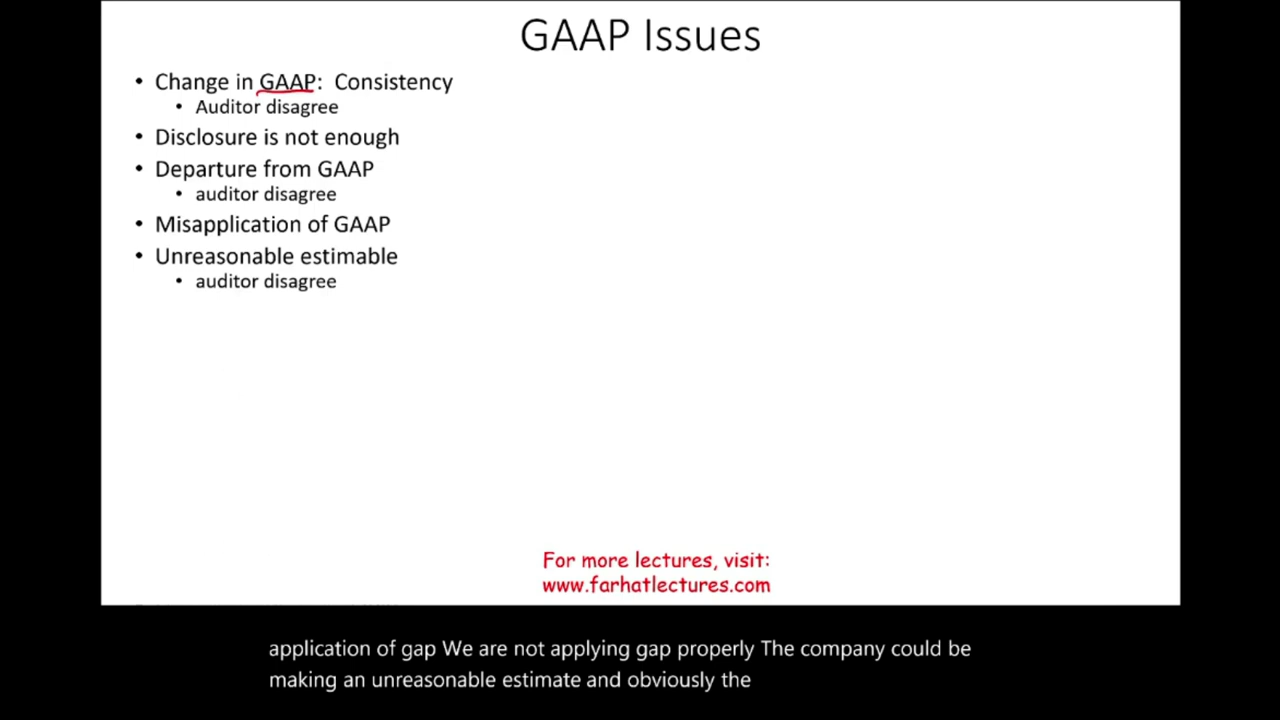 GAAP Issues
• Change in GAAP: Consistency
• Auditor disagree
• Disclosure is not enough
• Departure from GAAP
• auditor disagree
• Misapplication of GAAP
• Unreasonable estimable
• auditor disagree
For more lectures, visit:
www.farhatlectures.com
application of gap We are not applying gap properly The company could be
making an unreasonable estimate and obviously the